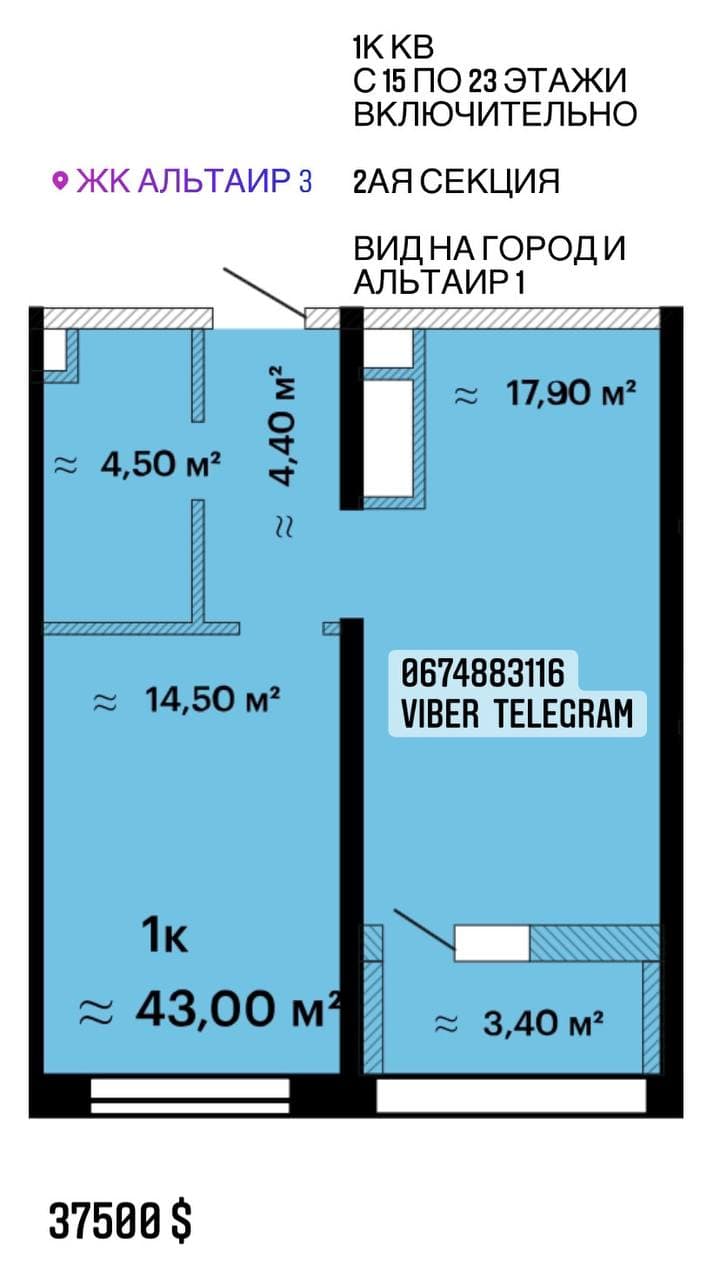 1К КВ
С 15 ПО 23 ЭТАЖИ
ВКЛЮЧИТЕЛЬНО
ЖК АЛЬТАИР 3
2АЯ СЕКЦИЯ
ВИД НА ГОРОД И
АЛЬТАИР 1
≈ 4,50 м²
≈ 4,40 м²
≈ 17,90 м²
≈ 14,50 м²
0674883116
VIBER TELEGRAM
1к
≈ 43,00 м²
≈ 3,40 м²
37500 $